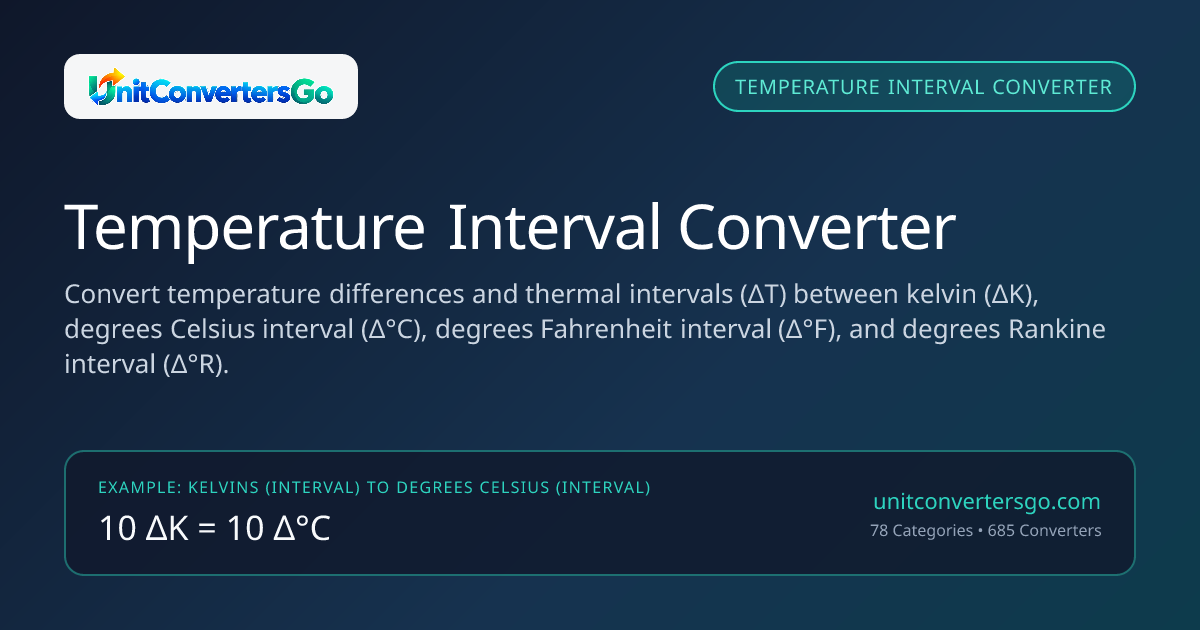 UnitConvertersGo
TEMPERATURE INTERVAL CONVERTER
Temperature Interval Converter
Convert temperature differences and thermal intervals (ΔT) between kelvin (ΔK),
degrees Celsius interval (Δ°C), degrees Fahrenheit interval (Δ°F), and degrees Rankine
interval (Δ°R).
EXAMPLE: KELVINS (INTERVAL) TO DEGREES CELSIUS (INTERVAL)
10 ΔK = 10 Δ°C
unitconvertersgo.com
78 Categories • 685 Converters